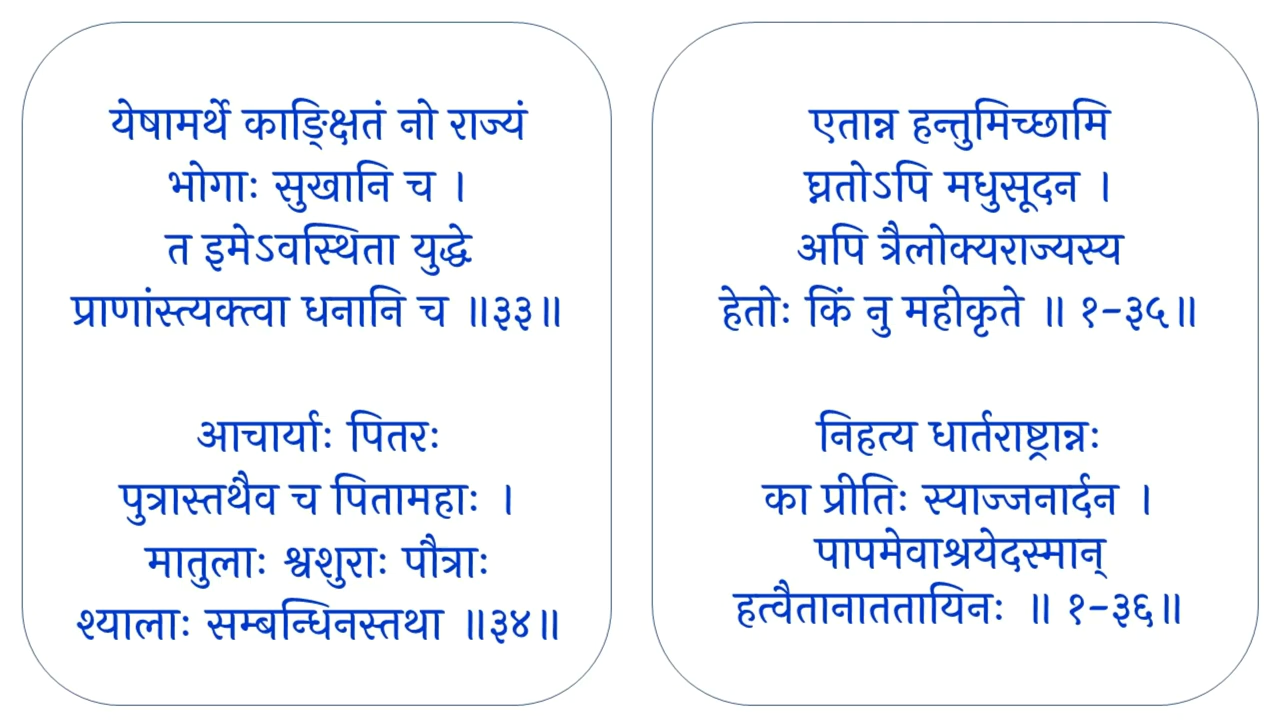 येषामर्थे काङ्क्षितं नो राज्यं
भोगाः सुखानि च ।
त इमेऽवस्थिता युद्धे
प्राणांस्त्यक्त्वा धनानि च ॥३३॥
आचार्याः पितरः
पुत्रास्तथैव च पितामहाः ।
मातुलाः श्वशुराः पौत्राः
श्यालाः सम्बन्धिनस्तथा ॥३४॥
एतान्न हन्तुमिच्छामि
घ्नतोऽपि मधुसूदन ।
अपि त्रैलोक्यराज्यस्य
हेतोः किं नु महीकृते ॥ १-३५॥
निहत्य धार्तराष्ट्रान्नः
का प्रीतिः स्याज्जनार्दन ।
पापमेवाश्रयेदस्मान्
हत्वैतानाततायिनः ॥ १-३६॥